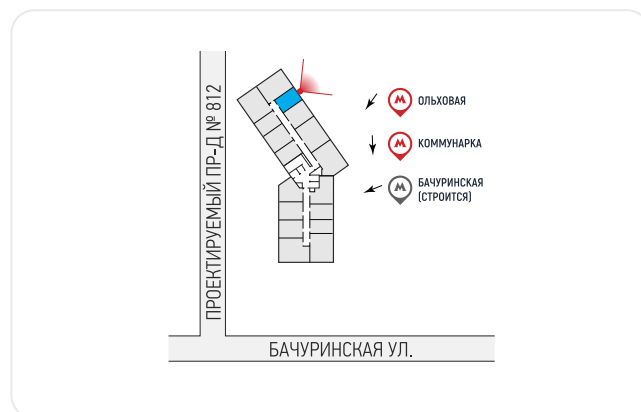 ПРОЕКТИРУЕМЫЙ ПР-Д № 812
ОЛЬХОВАЯ
КОММУНАРКА
БАЧУРИНСКАЯ
(СТРОИТСЯ)
БАЧУРИНСКАЯ УЛ.